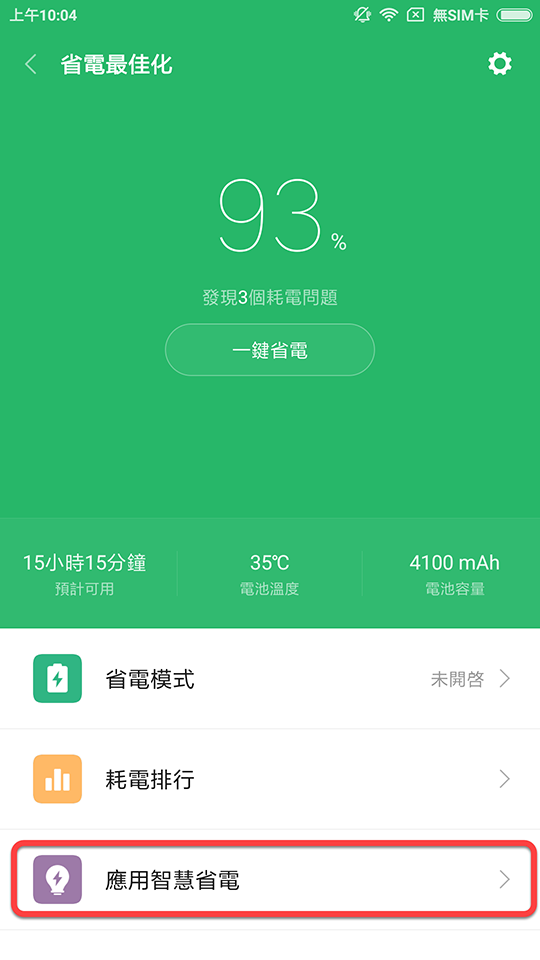 上午10:04 無SIM卡
省電最佳化
93%
發現3個耗電問題
一鍵省電
15小時15分鐘 35℃ 4100 mAh
預計可用 電池溫度 電池容量
省電模式 未開啓
耗電排行
應用智慧省電